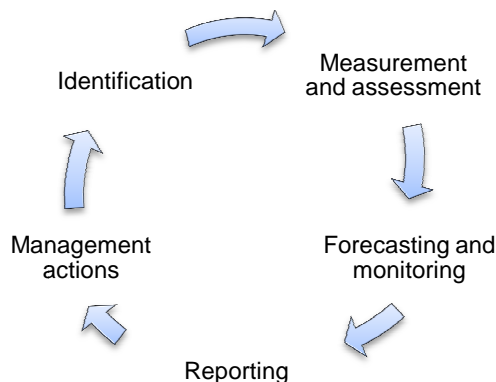 Identification
Measurement
and assessment
Forecasting and
monitoring
Reporting
Management
actions